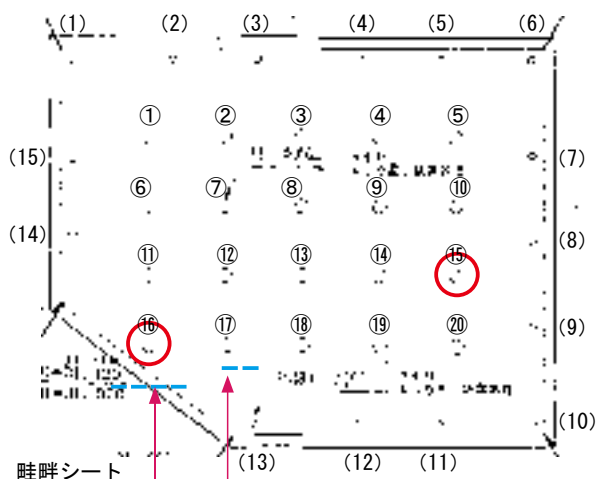 (1) (2) (3) (4) (5) (6)
① ② ③ ④ ⑤
(15) (7)
⑥ ⑦ ⑧ ⑨ ⑩
(14) (8)
⑪ ⑫ ⑬ ⑭ ⑮
⑯ ⑰ ⑱ ⑲ ⑳ (9)
(10)
畦畔シート (13) (12) (11)